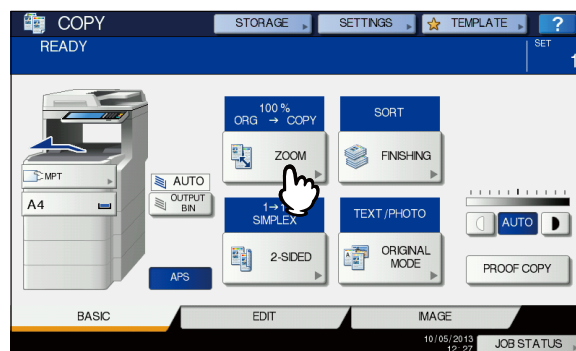 COPY
STORAGE
SETTINGS
TEMPLATE
?
READY
SET
1
100 %
ORG → COPY
ZOOM
SORT
FINISHING
MPT
A4
AUTO
OUTPUT
BIN
APS
SIMPLEX
2-SIDED
TEXT/PHOTO
ORIGINAL
MODE
AUTO
PROOF COPY
BASIC
EDIT
IMAGE
10/05/2013
12:27
JOB STATUS